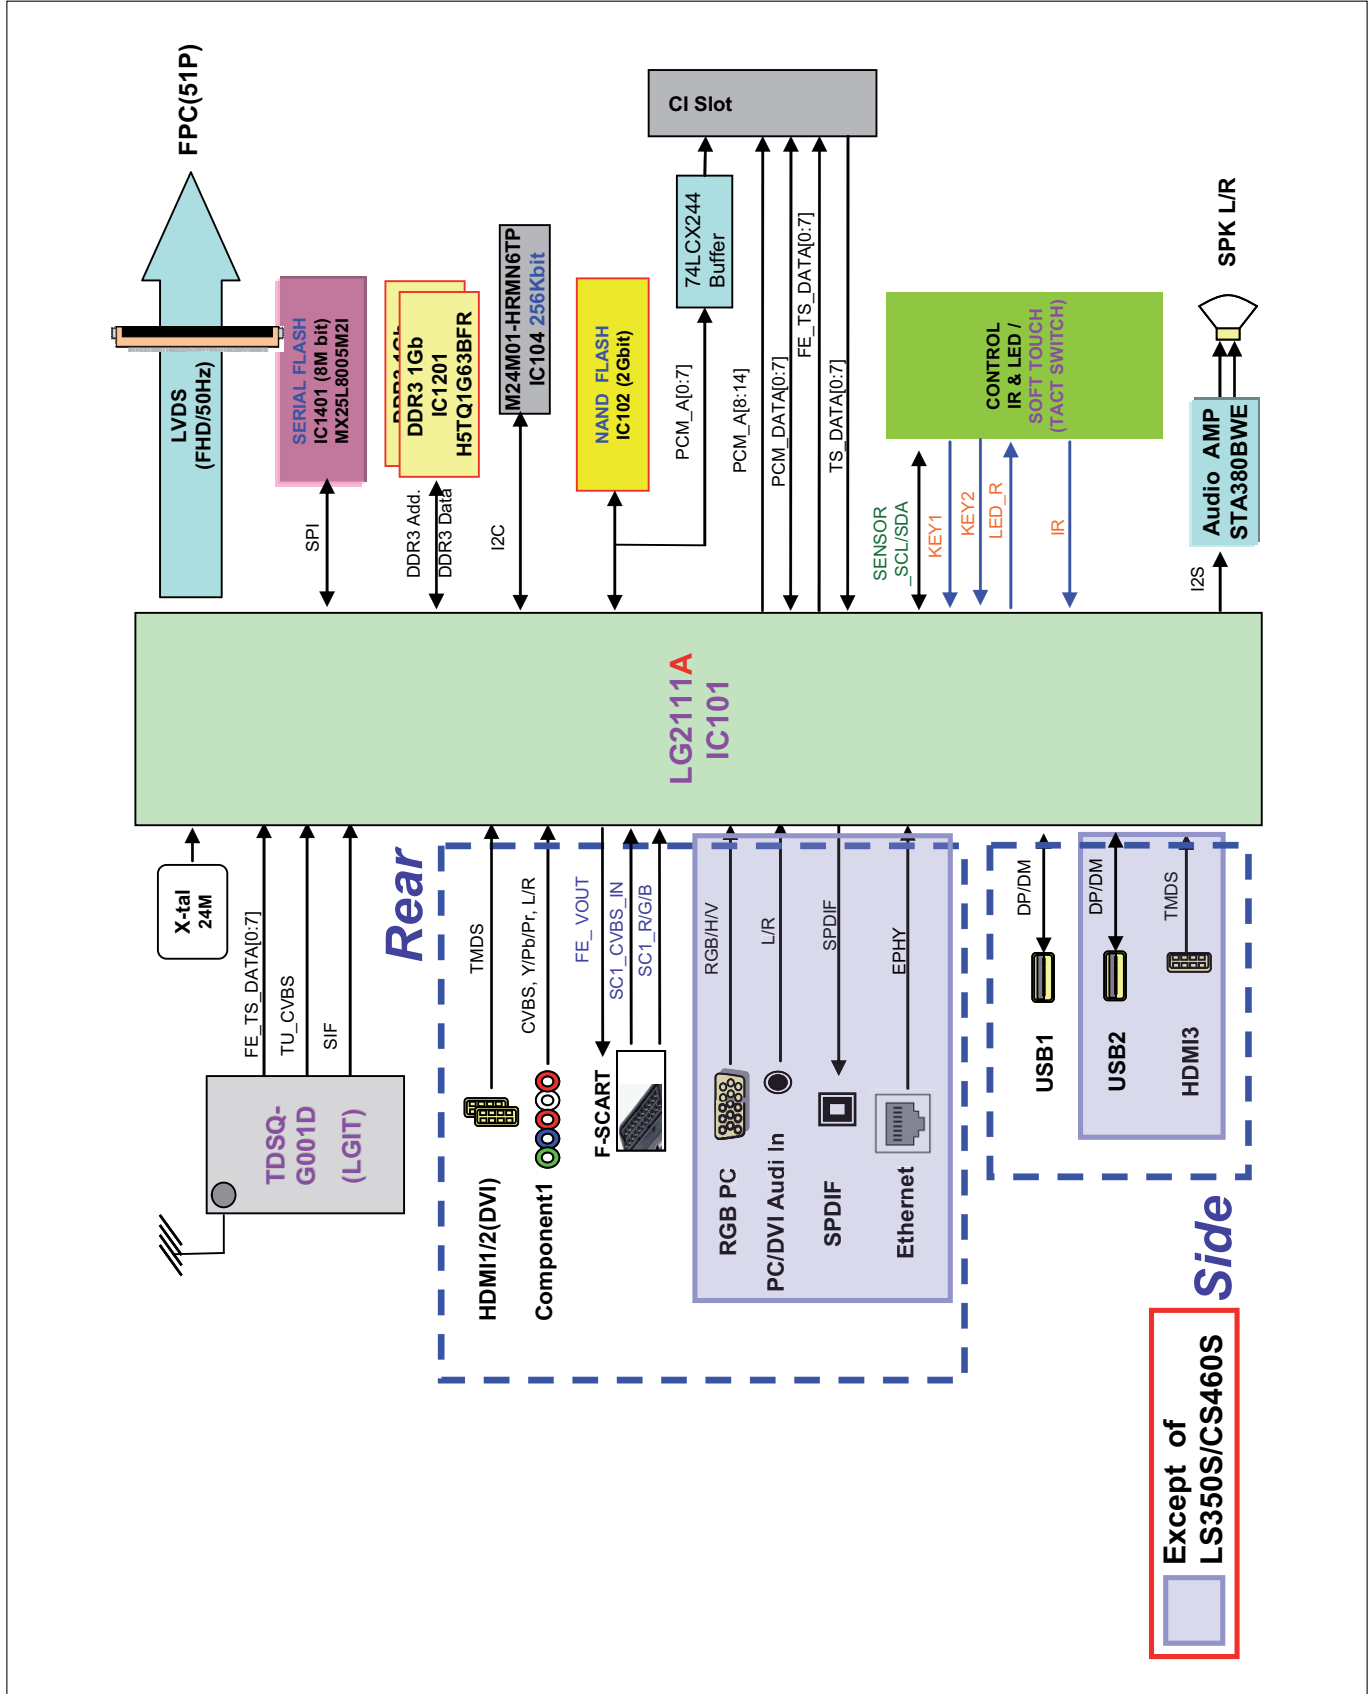 FPC(51P)
LVDS
(FHD/50Hz)
SERIAL FLASH
IC1401 (8M bit)
MX25L8005M2I
SPI
DDR3 1Gb
DDR3 1Gb
IC1201
H5TQ1G63BFR
DDR3 Add.
DDR3 Data
M24M01-HRMN6TP
IC104 256Kbit
I2C
NAND FLASH
IC102 (2Gbit)
CI Slot
74LCX244
Buffer
PCM_A[0:7]
PCM_A[8:14]
PCM_DATA[0:7]
FE_TS_DATA[0:7]
TS_DATA[0:7]
CONTROL
IR & LED /
SOFT TOUCH
(TACT SWITCH)
SENSOR
_SCL/SDA
KEY1
KEY2
LED_R
IR
SPK L/R
Audio AMP
STA380BWE
I2S
LG2111A
IC101
X-tal
24M
FE_TS_DATA[0:7]
TU_CVBS
SIF
TDSQ-
G001D
(LGIT)
Rear
TMDS
HDMI1/2(DVI)
CVBS, Y/Pb/Pr, L/R
Component1
FE_ VOUT
SC1_CVBS_IN
SC1_R/G/B
F-SCART
RGB/H/V
RGB PC
L/R
PC/DVI Audi In
SPDIF
SPDIF
EPHY
Ethernet
DP/DM
USB1
DP/DM
USB2
TMDS
HDMI3
Side
Except of
LS350S/CS460S